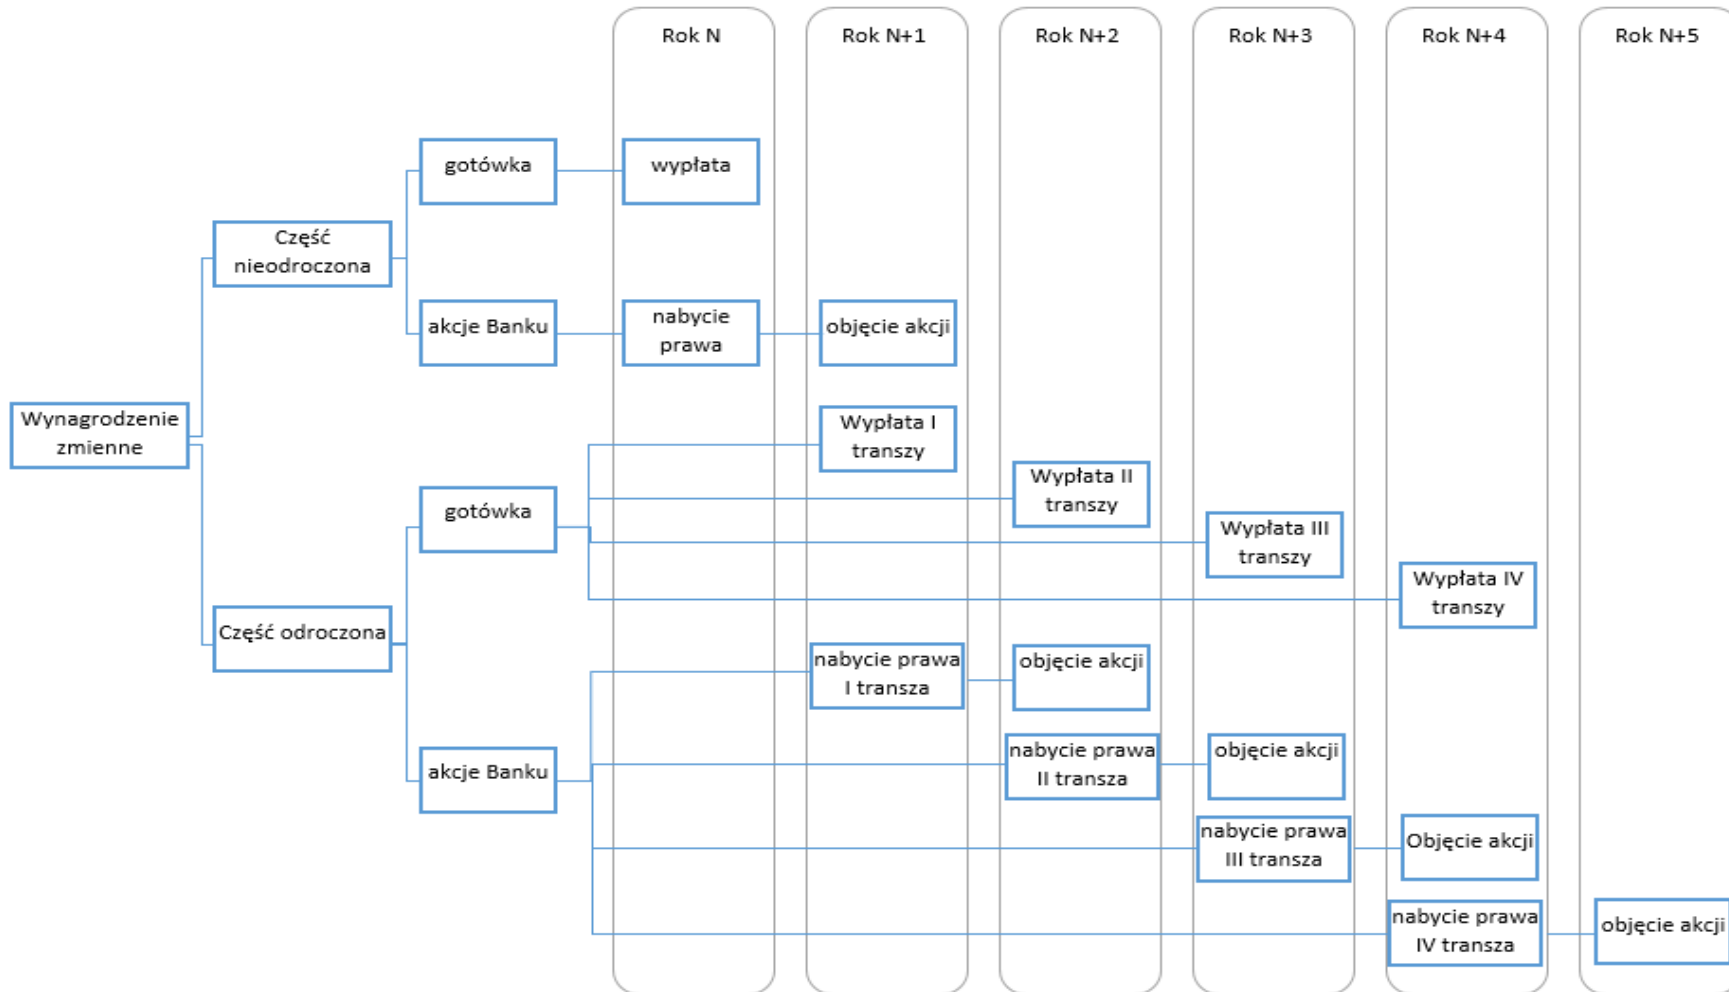 Rok N
Rok N+1
Rok N+2
Rok N+3
Rok N+4
Rok N+5
gotówka
wypłata
Część
nieodroczona
akcje Banku
nabycie
prawa
objęcie akcji
Wynagrodzenie
zmienne
Wypłata I
transzy
Wypłata II
transzy
gotówka
Wypłata III
transzy
Wypłata IV
transzy
Część odroczona
nabycie prawa
I transza
objęcie akcji
akcje Banku
nabycie prawa
II transza
objęcie akcji
nabycie prawa
III transza
Objęcie akcji
nabycie prawa
IV transza
objęcie akcji